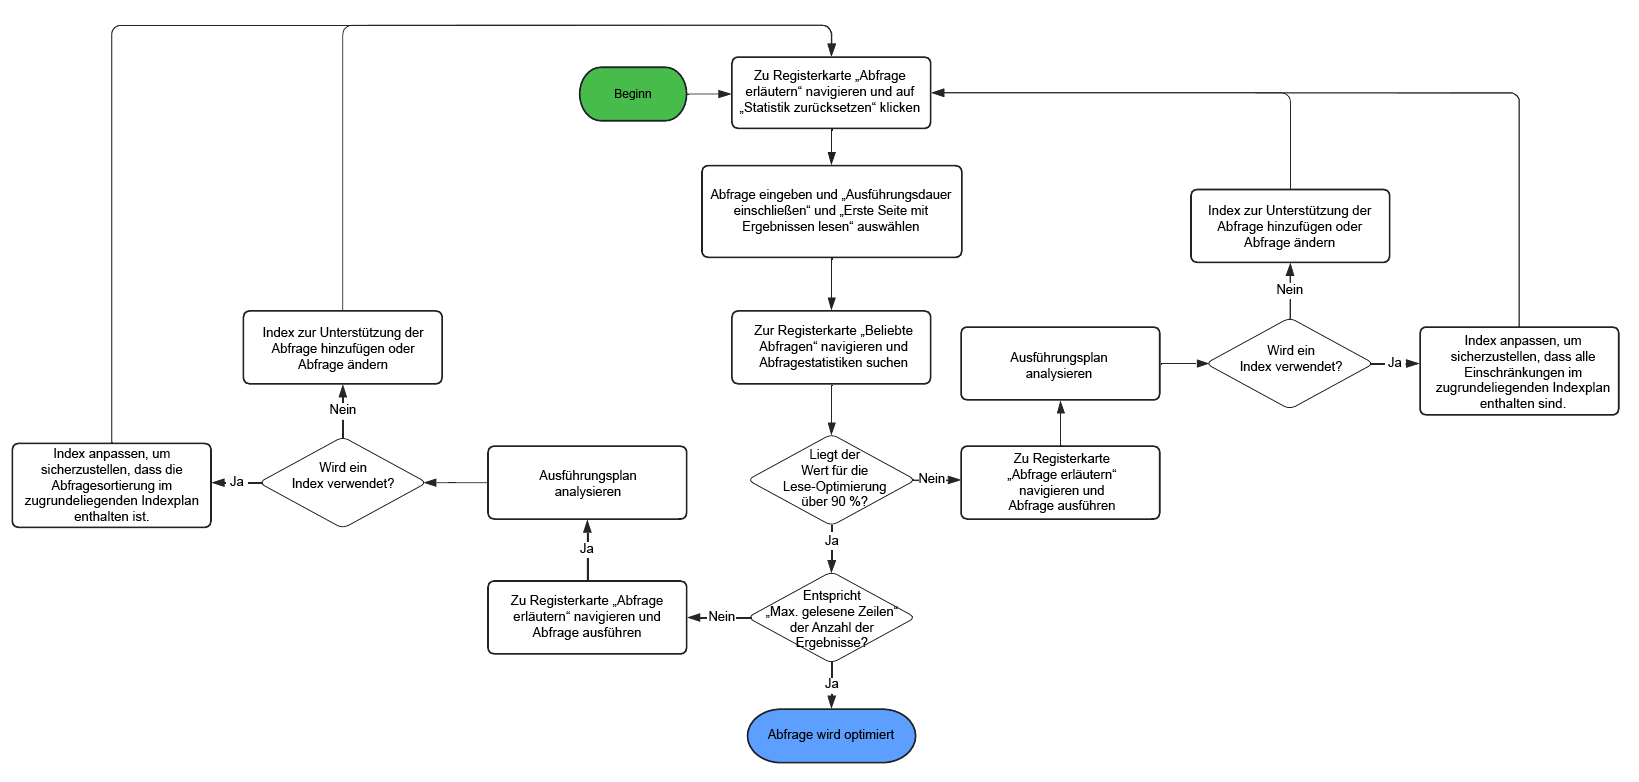 Beginn
Zu Registerkarte „Abfrage
erläutern“ navigieren und auf
„Statistik zurücksetzen“ klicken
Abfrage eingeben und „Ausführungsdauer
einschließen“ und „Erste Seite mit
Ergebnissen lesen“ auswählen
Zur Registerkarte „Beliebte
Abfragen“ navigieren und
Abfragestatistiken suchen
Liegt der
Wert für die
Lese-Optimierung
über 90 %?
Nein
Zu Registerkarte
„Abfrage erläutern“
navigieren und
Abfrage ausführen
Ausführungsplan
analysieren
Wird ein
Index verwendet?
Nein
Index zur Unterstützung der
Abfrage hinzufügen oder
Abfrage ändern
Ja
Index anpassen, um
sicherzustellen, dass alle
Einschränkungen im
zugrundeliegenden Indexplan
enthalten sind.
Ja
Entspricht
„Max. gelesene Zeilen“
der Anzahl der
Ergebnisse?
Nein
Zu Registerkarte „Abfrage
erläutern“ navigieren und
Abfrage ausführen
Ja
Ausführungsplan
analysieren
Wird ein
Index verwendet?
Nein
Index zur Unterstützung der
Abfrage hinzufügen oder
Abfrage ändern
Ja
Index anpassen, um
sicherzustellen, dass die
Abfragesortierung im
zugrundeliegenden Indexplan
enthalten ist.
Ja
Abfrage wird optimiert